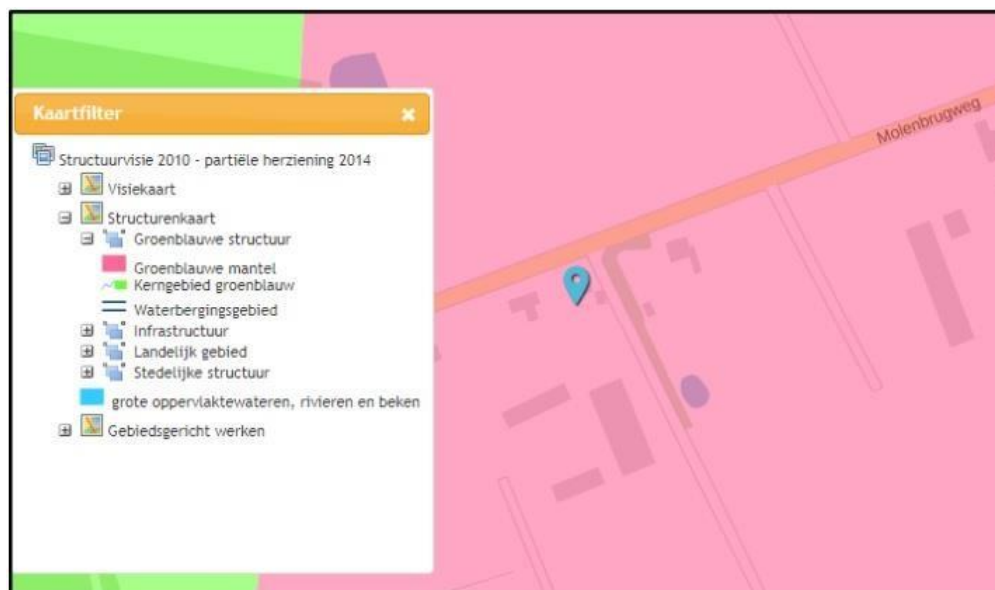 Kaartfilter
Structuurvisie 2010 - partiële herziening 2014
Visiekaart
Structurenkaart
Groenblauwe structuur
Groenblauwe mantel
Kerngebied groenblauw
Waterbergingsgebied
Infrastructuur
Landelijk gebied
Stedelijke structuur
grote oppervlaktewateren, rivieren en beken
Gebiedsgericht werken
Molenbrugweg